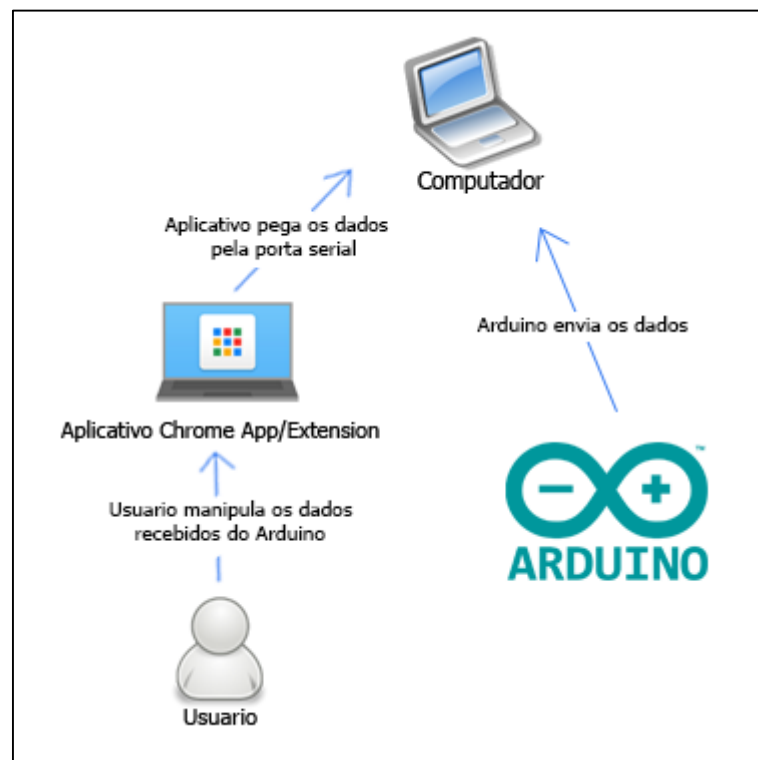 Computador
Aplicativo pega os dados
pela porta serial
Arduino envia os dados
Aplicativo Chrome App/Extension
™
ARDUINO
Usuario manipula os dados
recebidos do Arduino
Usuario